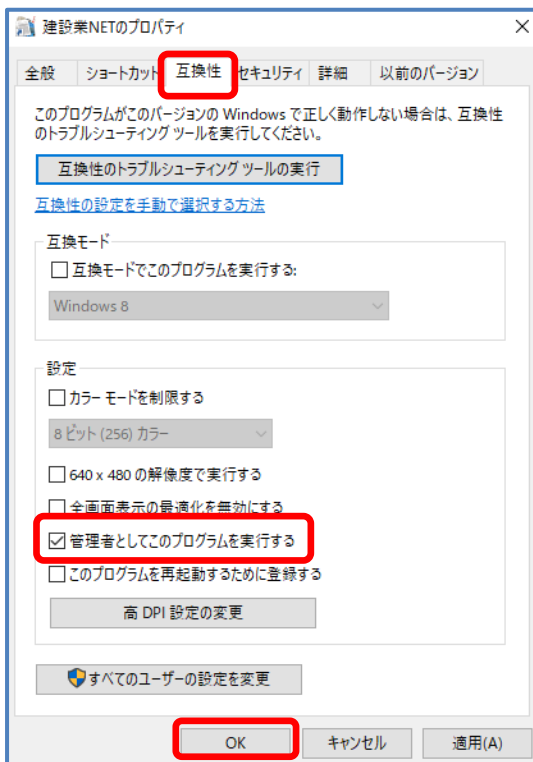 建設業NETのプロパティ
全般 ショートカット 互換性 セキュリティ 詳細 以前のバージョン
このプログラムがこのバージョンの Windows で正しく動作しない場合は、互換性
のトラブルシューティング ツールを実行してください。
互換性のトラブルシューティング ツールの実行
互換性の設定を手動で選択する方法
互換モード
互換モードでこのプログラムを実行する:
Windows 8
設定
カラー モードを制限する
8 ビット (256) カラー
640 x 480 の解像度で実行する
全画面表示の最適化を無効にする
管理者としてこのプログラムを実行する
このプログラムを再起動するために登録する
高 DPI 設定の変更
すべてのユーザーの設定を変更
OK キャンセル 適用(A)